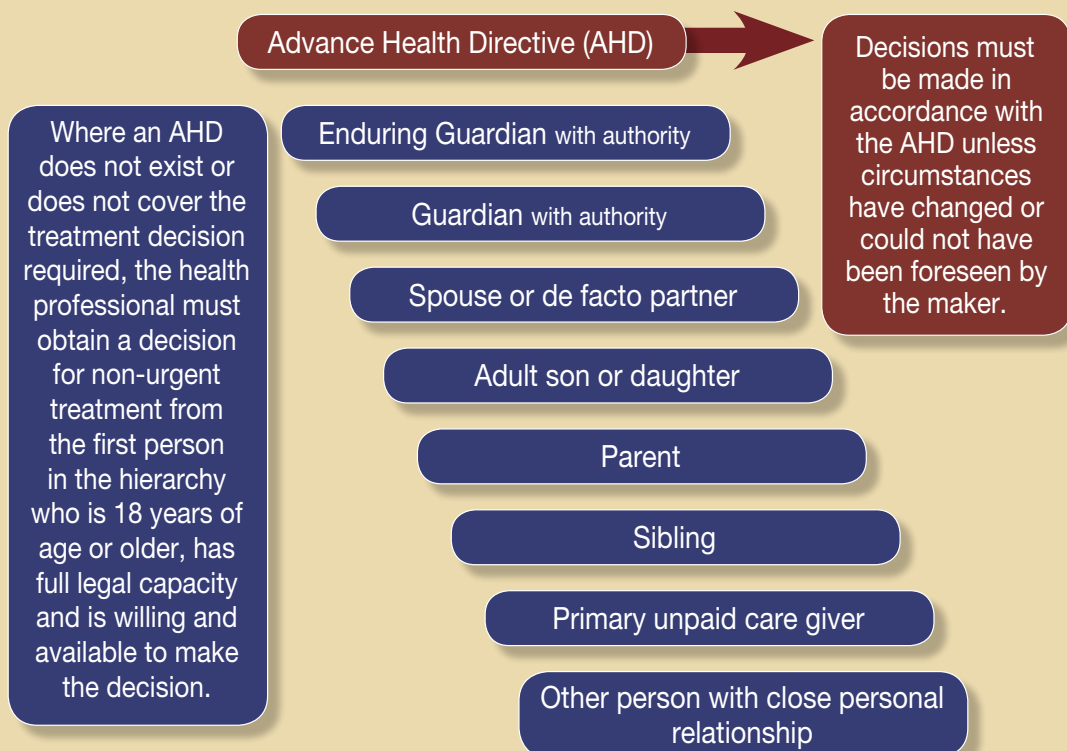 Advance Health Directive (AHD)
Decisions must
be made in
accordance with
the AHD unless
circumstances
have changed or
could not have
been foreseen by
the maker.
Where an AHD
does not exist or
does not cover the
treatment decision
required, the health
professional must
obtain a decision
for non-urgent
treatment from
the first person
in the hierarchy
who is 18 years of
age or older, has
full legal capacity
and is willing and
available to make
the decision.
Enduring Guardian with authority
Guardian with authority
Spouse or de facto partner
Adult son or daughter
Parent
Sibling
Primary unpaid care giver
Other person with close personal
relationship